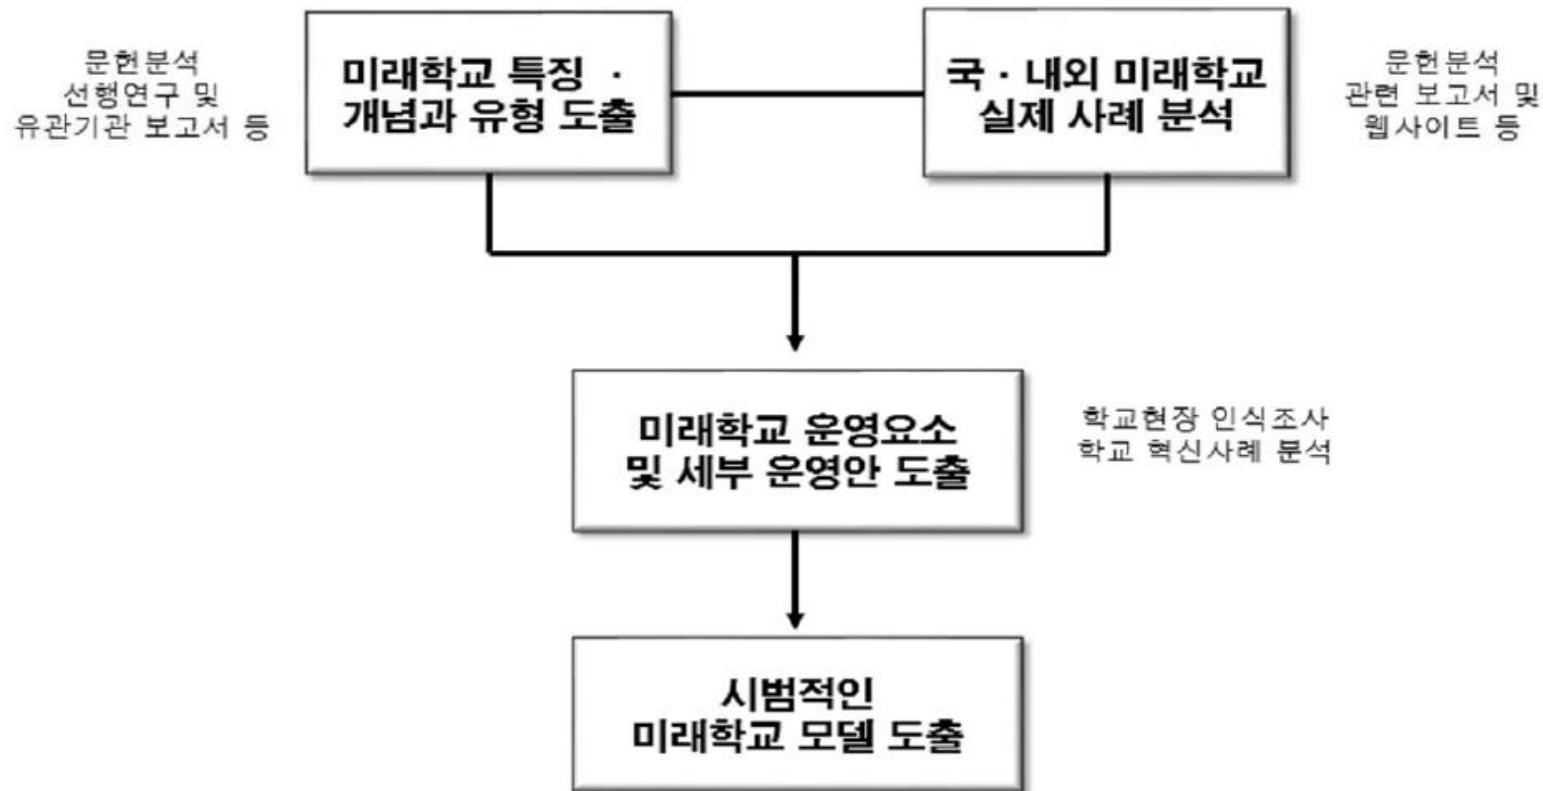 문헌분석
선행연구 및
유관기관 보고서 등
미래학교 특징 ·
개념과 유형 도출
국 · 내외 미래학교
실제 사례 분석
문헌분석
관련 보고서 및
웹사이트 등
미래학교 운영요소
및 세부 운영안 도출
학교현장 인식조사
학교 혁신사례 분석
시범적인
미래학교 모델 도출